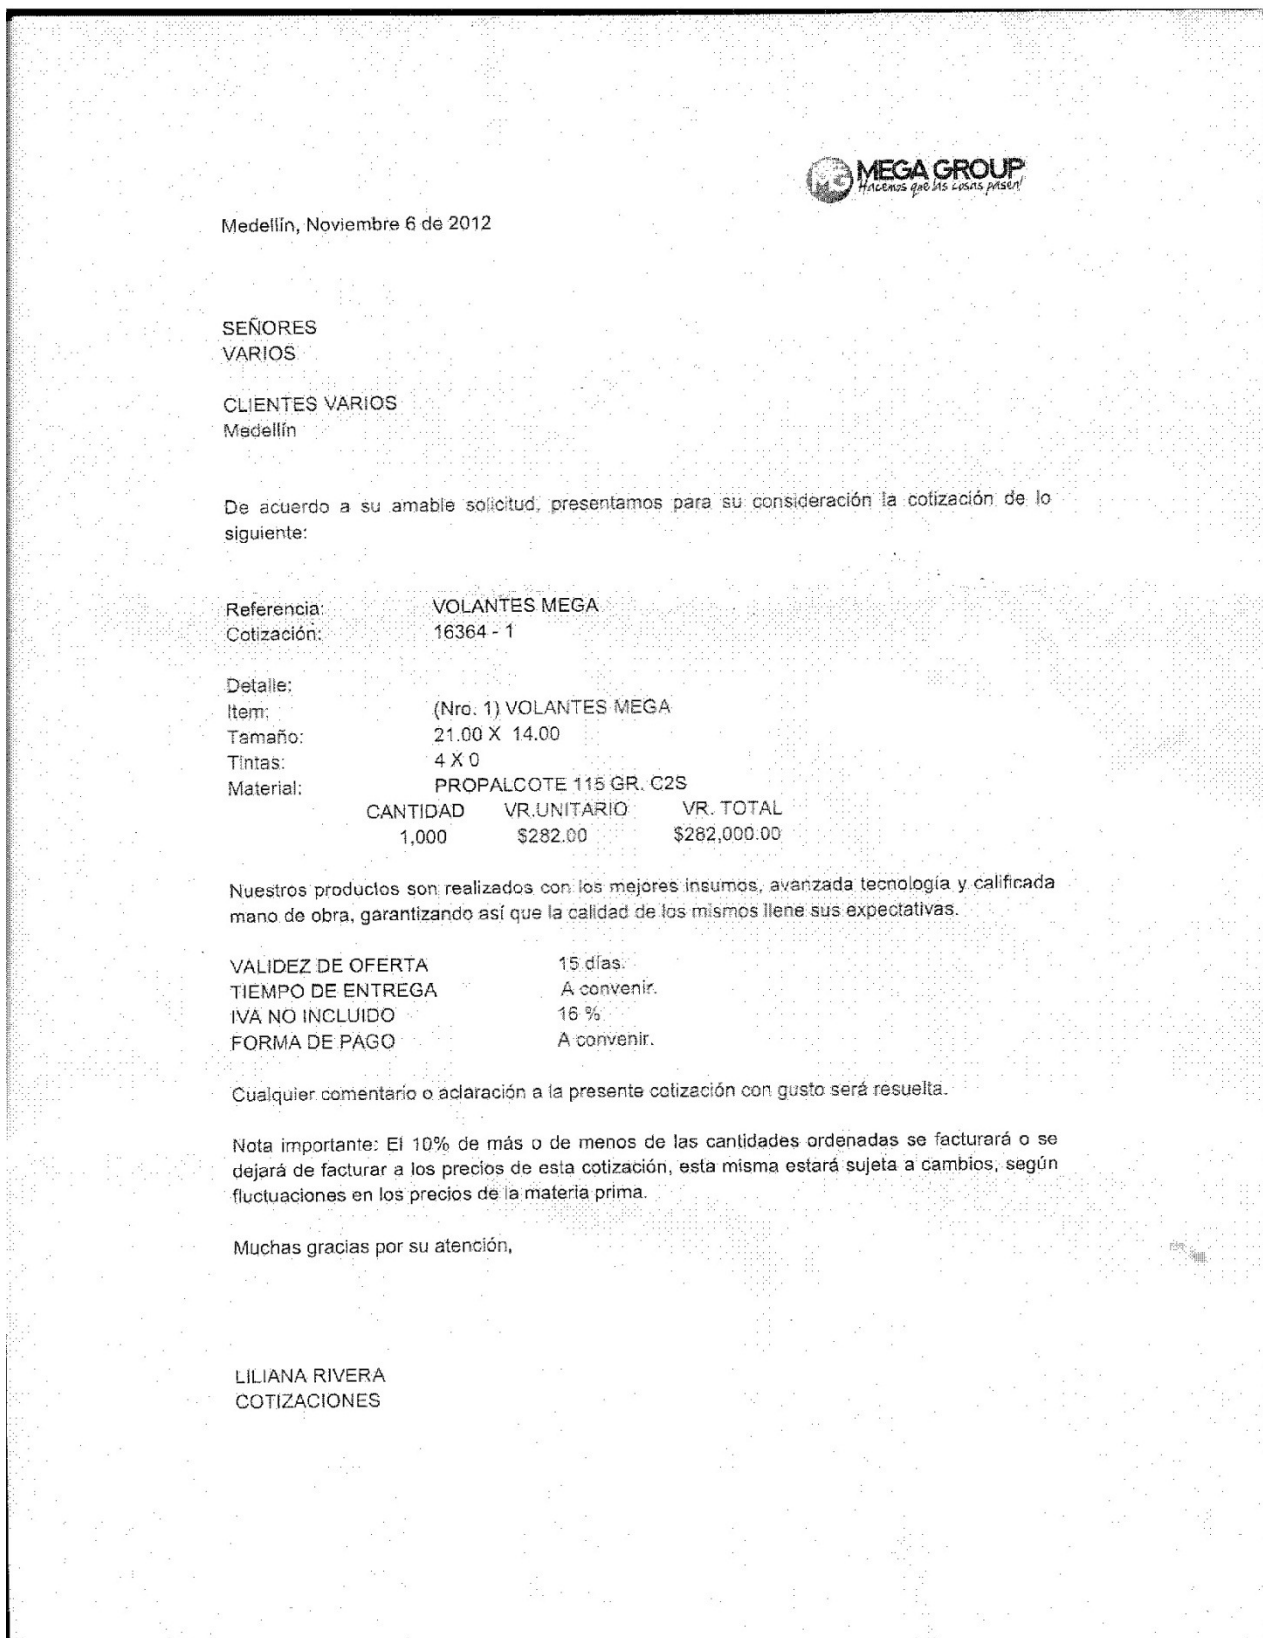 MG MEGA GROUP
Hacemos que las cosas pasen!
Medellín, Noviembre 6 de 2012
SEÑORES
VARIOS
CLIENTES VARIOS
Medellín
De acuerdo a su amable solicitud, presentamos para su consideración la cotización de lo
siguiente:
Referencia: VOLANTES MEGA
Cotización: 16364 - 1
Detalle:
Item: (Nro. 1) VOLANTES MEGA
Tamaño: 21.00 X 14.00
Tintas: 4 X 0
Material: PROPALCOTE 115 GR. C2S
CANTIDAD VR.UNITARIO VR. TOTAL
1,000 $282.00 $282,000.00
Nuestros productos son realizados con los mejores insumos, avanzada tecnología y calificada
mano de obra, garantizando así que la calidad de los mismos llene sus expectativas.
VALIDEZ DE OFERTA 15 días.
TIEMPO DE ENTREGA A convenir.
IVA NO INCLUIDO 16 %
FORMA DE PAGO A convenir.
Cualquier comentario o aclaración a la presente cotización con gusto será resuelta.
Nota importante: El 10% de más o de menos de las cantidades ordenadas se facturará o se
dejará de facturar a los precios de esta cotización, esta misma estará sujeta a cambios, según
fluctuaciones en los precios de la materia prima.
Muchas gracias por su atención,
LILIANA RIVERA
COTIZACIONES